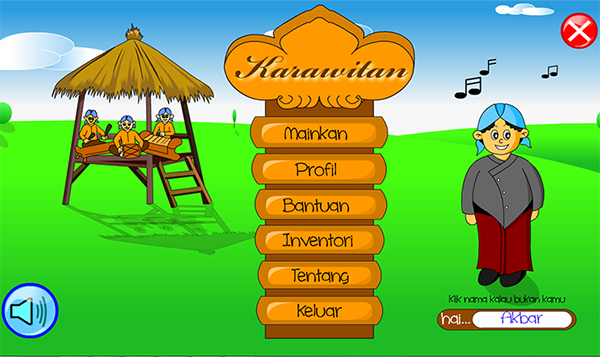 Karawitan
Mainkan
Profil
Bantuan
Inventori
Tentang
Keluar
Klik nama kalau bukan kamu
hai... Akbar